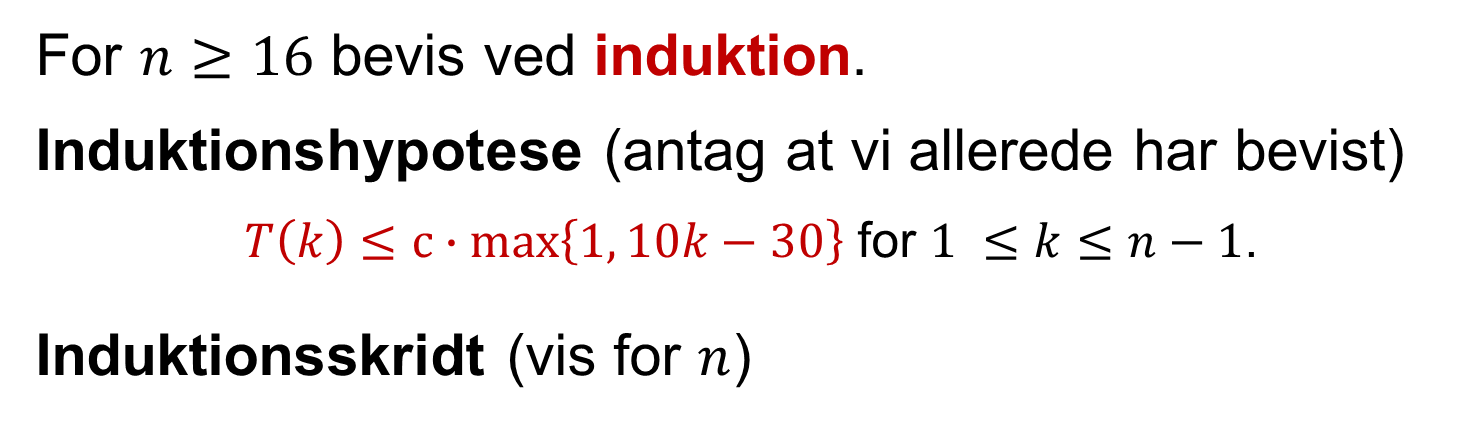 For n ≥ 16 bevis ved induktion.
Induktionshypotese (antag at vi allerede har bevist)
T(k) ≤ c · max{1, 10k − 30} for 1 ≤ k ≤ n − 1.
Induktionsskridt (vis for n)